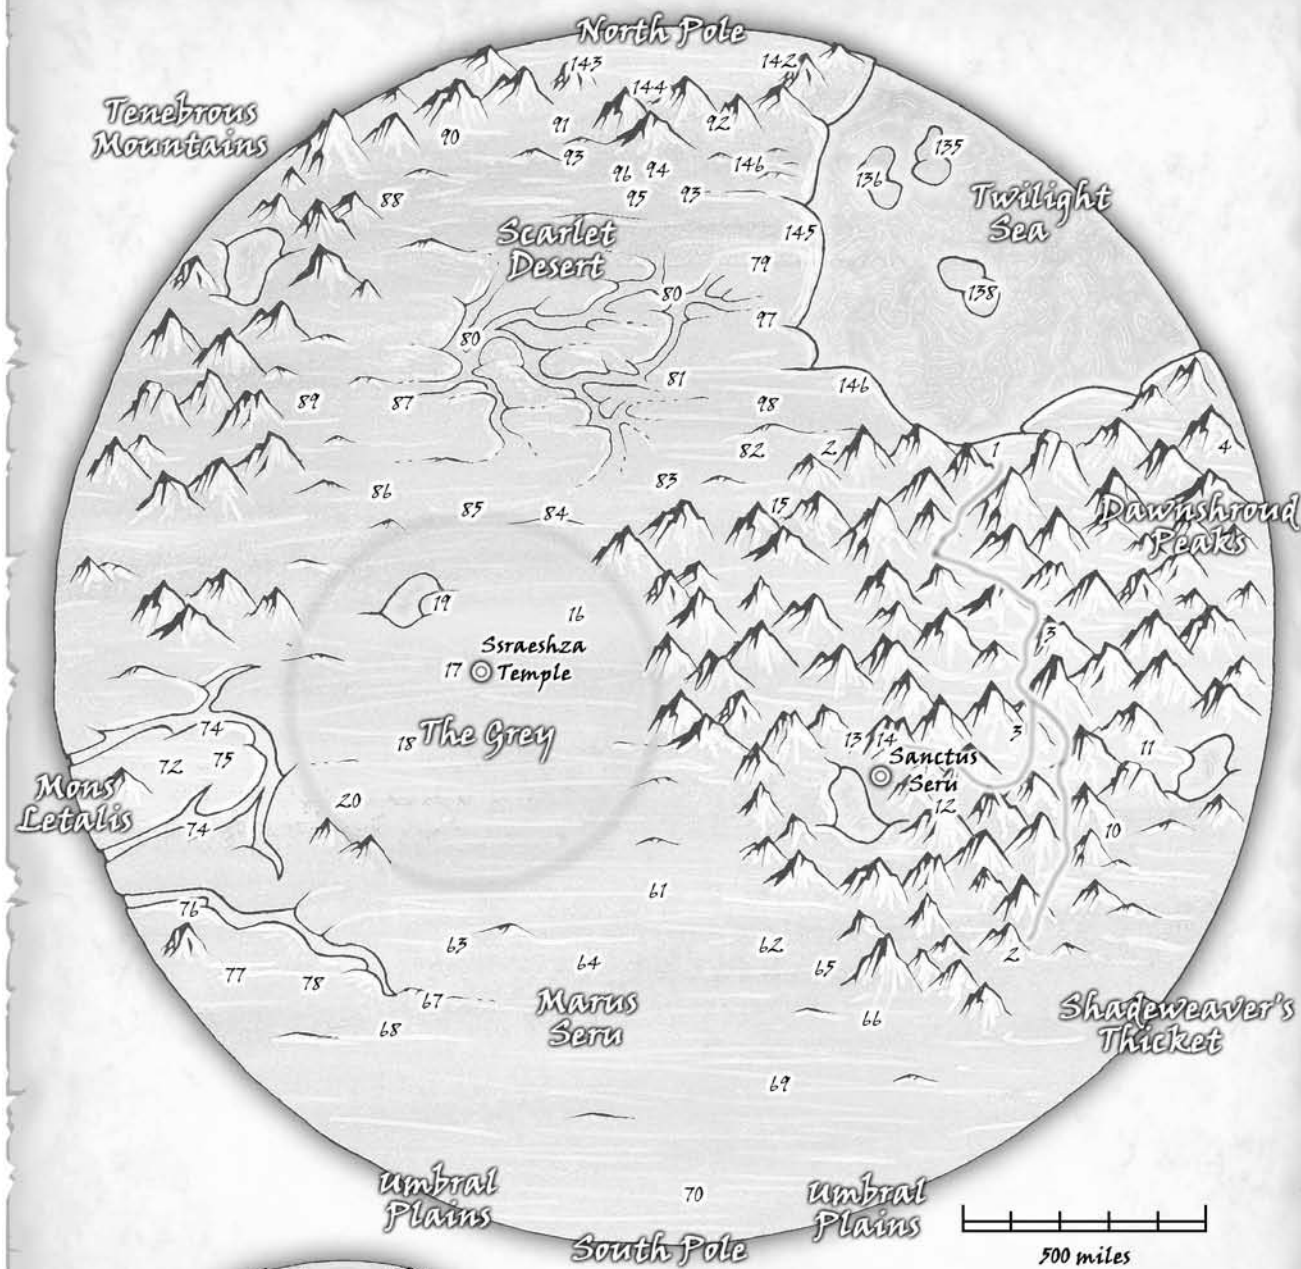 North Pole
143
142
144
Tenebrous
Mountains
90
91
92
135
93
96
94
146
136
88
95
93
Twilight
Sea
Scarlet
Desert
145
79
80
138
97
80
81
146
89
87
98
82
2
1
4
86
83
85
84
15
Dawnshroud
Peaks
19
16
3
Ssraeshza
17
Temple
74
18
The Grey
3
13
14
11
72
75
Sanctus
Seru
Mons
Letalis
20
12
74
10
61
76
63
62
2
77
64
65
78
67
Marus
Seru
68
66
Shadeweaver's
Thicket
69
Umbral
Plains
70
Umbral
Plains
South Pole
500 miles